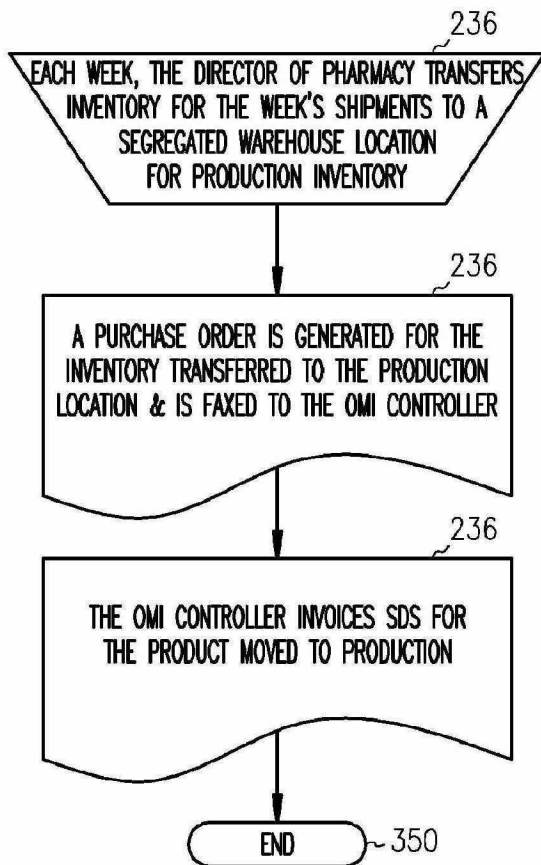 236
EACH WEEK, THE DIRECTOR OF PHARMACY TRANSFERS
INVENTORY FOR THE WEEK'S SHIPMENTS TO A
SEGREGATED WAREHOUSE LOCATION
FOR PRODUCTION INVENTORY
236
A PURCHASE ORDER IS GENERATED FOR THE
INVENTORY TRANSFERRED TO THE PRODUCTION
LOCATION & IS FAXED TO THE OMI CONTROLLER
236
THE OMI CONTROLLER INVOICES SDS FOR
THE PRODUCT MOVED TO PRODUCTION
END 350